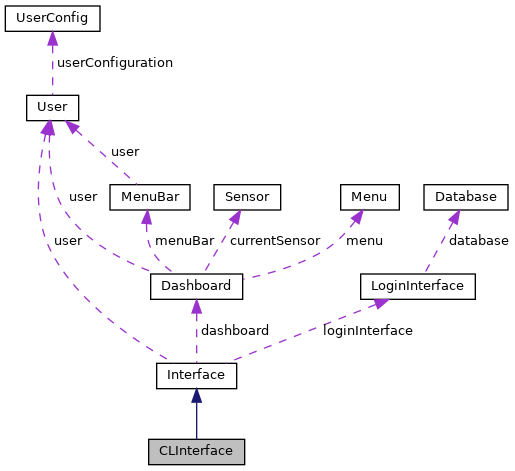 UserConfig
userConfiguration
User
user
MenuBar
Sensor
Menu
Database
user
user
menuBar
currentSensor
menu
database
Dashboard
LoginInterface
dashboard
loginInterface
Interface
CLInterface